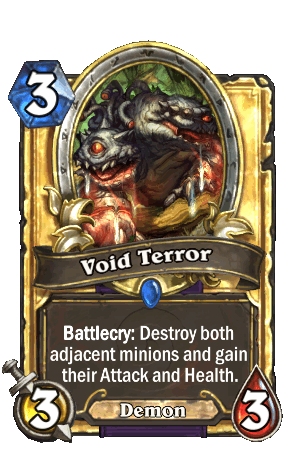 3
Void Terror
Battlecry: Destroy both
adjacent minions and gain
their Attack and Health.
3
Demon
3